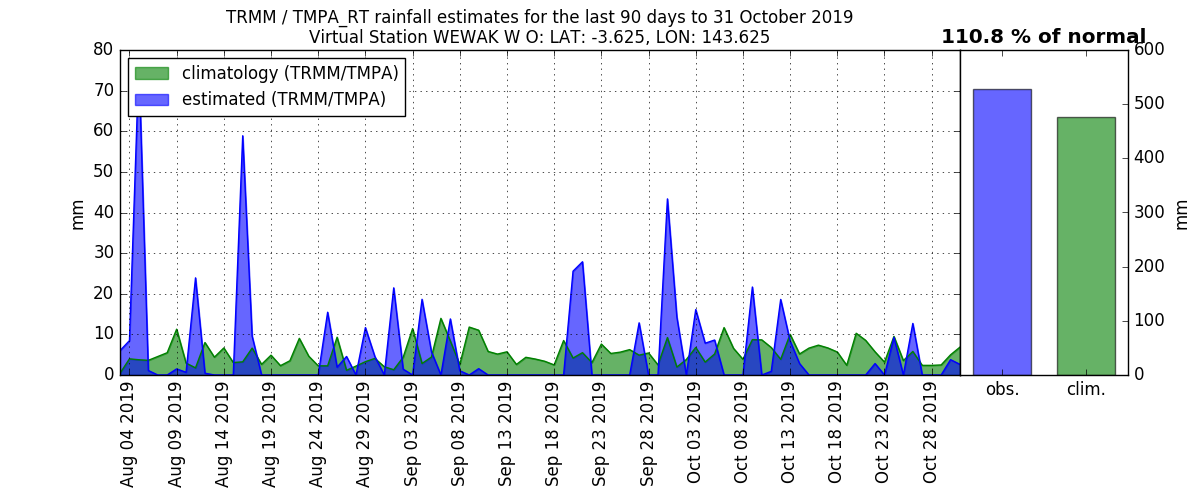 TRMM / TMPA_RT rainfall estimates for the last 90 days to 31 October 2019
Virtual Station WEWAK W O: LAT: -3.625, LON: 143.625
110.8 % of normal
climatology (TRMM/TMPA)
estimated (TRMM/TMPA)
80
70
60
50
40
30
20
10
0
mm
Aug 04 2019
Aug 09 2019
Aug 14 2019
Aug 19 2019
Aug 24 2019
Aug 29 2019
Sep 03 2019
Sep 08 2019
Sep 13 2019
Sep 18 2019
Sep 23 2019
Sep 28 2019
Oct 03 2019
Oct 08 2019
Oct 13 2019
Oct 18 2019
Oct 23 2019
Oct 28 2019
600
500
400
300
200
100
0
mm
obs.
clim.